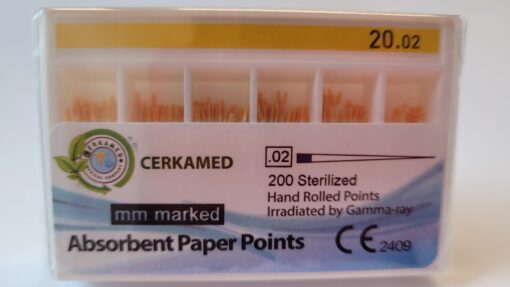 20.02
CERKAMED
CERKAMED
.02
200 Sterilized
Hand Rolled Points
Irradiated by Gamma-ray
mm marked
Absorbent Paper Points
CE 2409